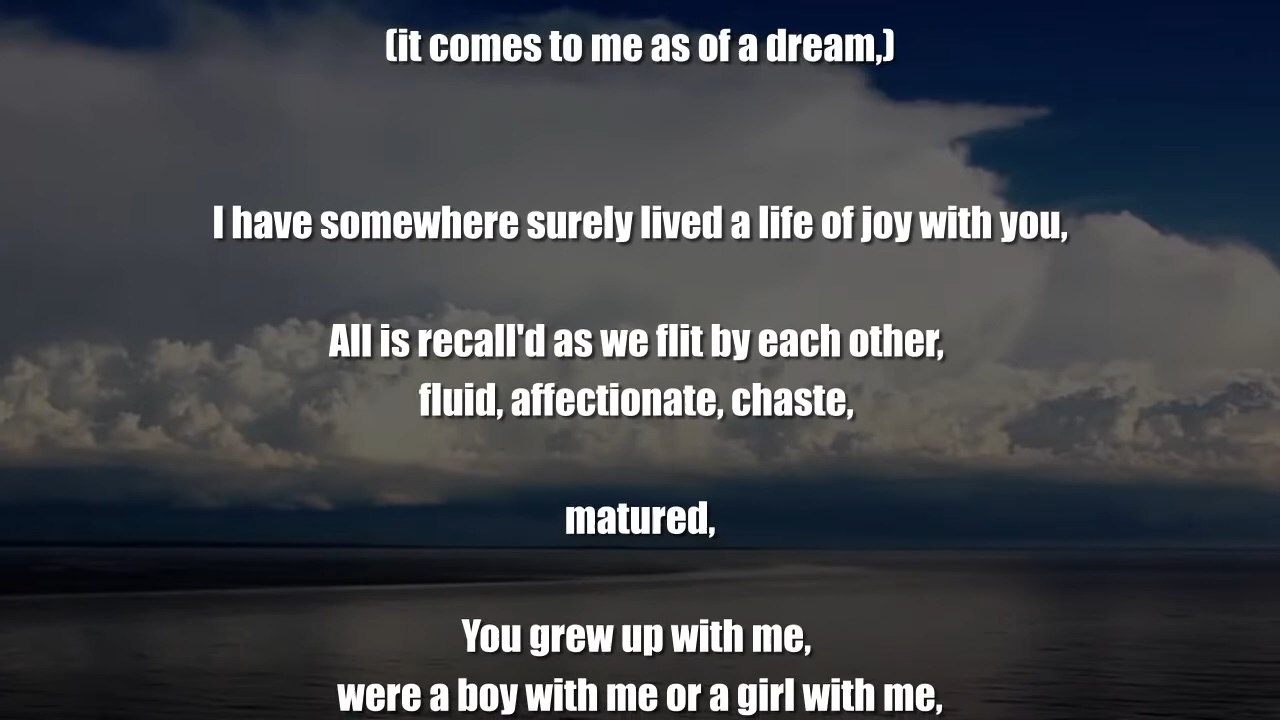 (it comes to me as of a dream,)
I have somewhere surely lived a life of joy with you,
All is recall'd as we flit by each other,
fluid, affectionate, chaste,
matured,
You grew up with me,
were a boy with me or a girl with me,